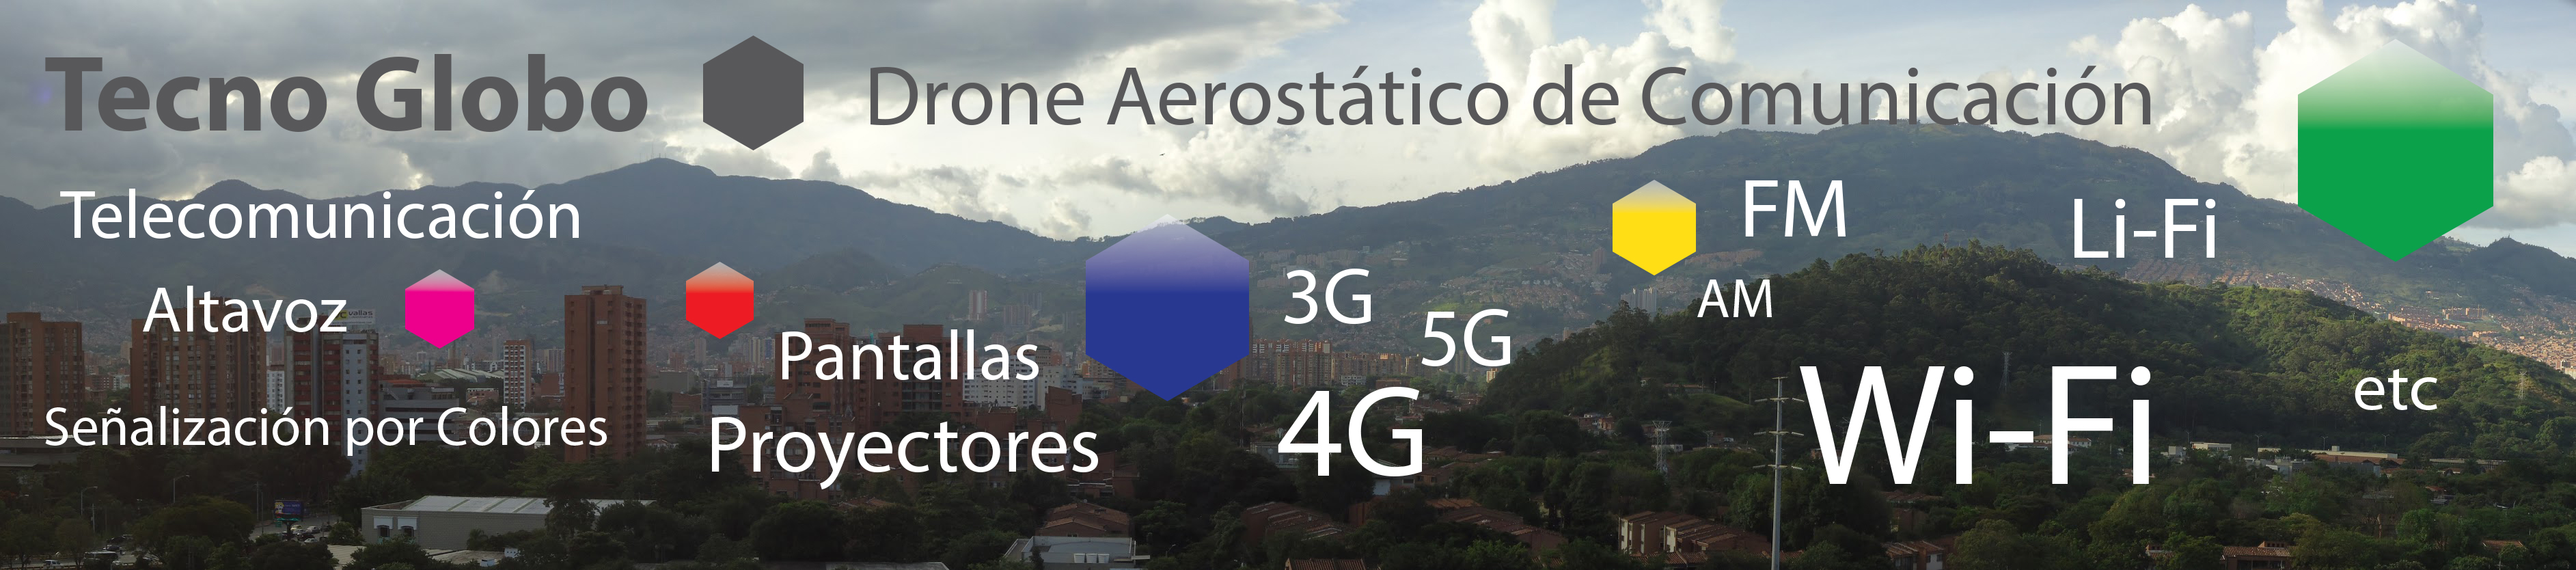 Tecno Globo
Drone Aerostático de Comunicación
Telecomunicación
Altavoz
Señalización por Colores
Pantallas
Proyectores
3G
5G
4G
FM
AM
Li-Fi
Wi-Fi
etc
vallas